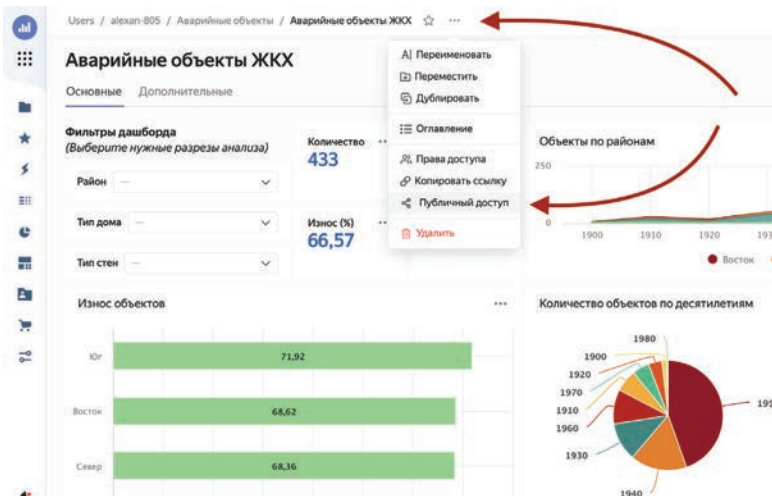 Users / alexan-805 / Аварийные объекты / Аварийные объекты ЖКХ
Аварийные объекты ЖКХ
Основные Дополнительные
Переименовать
Переместить
Дублировать
Оглавление
Права доступа
Копировать ссылку
Публичный доступ
Удалить
Фильтры дашборда
(Выберите нужные разрезы анализа)
Район —
Тип дома —
Тип стен —
Количество
433
Износ (%)
66,57
Объекты по районам
250
0
1900 1910 1920 193
Восток
Износ объектов
Юг 71,92
Восток 68,62
Север 68,36
Количество объектов по десятилетиям
1980
1900
1920
1970
1910
1960
1930
1940
195